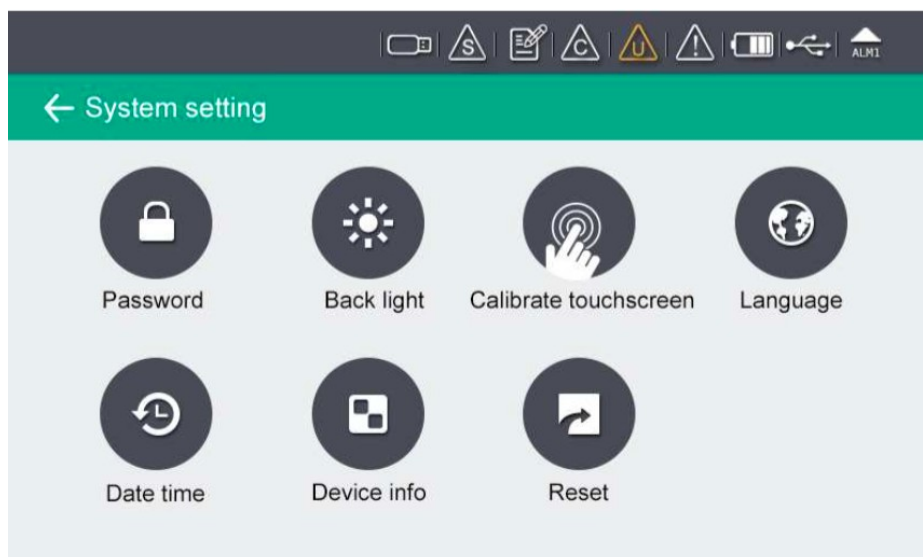 S C U ! ALM1
System setting
Password Back light Calibrate touchscreen Language
Date time Device info Reset